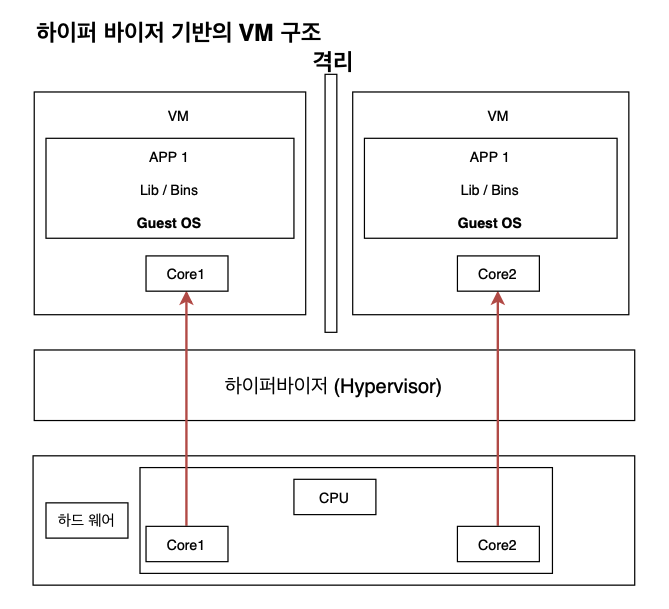 하이퍼 바이저 기반의 VM 구조
격리
VM
APP 1
Lib / Bins
Guest OS
Core1
VM
APP 1
Lib / Bins
Guest OS
Core2
하이퍼바이저 (Hypervisor)
하드 웨어
CPU
Core1
Core2